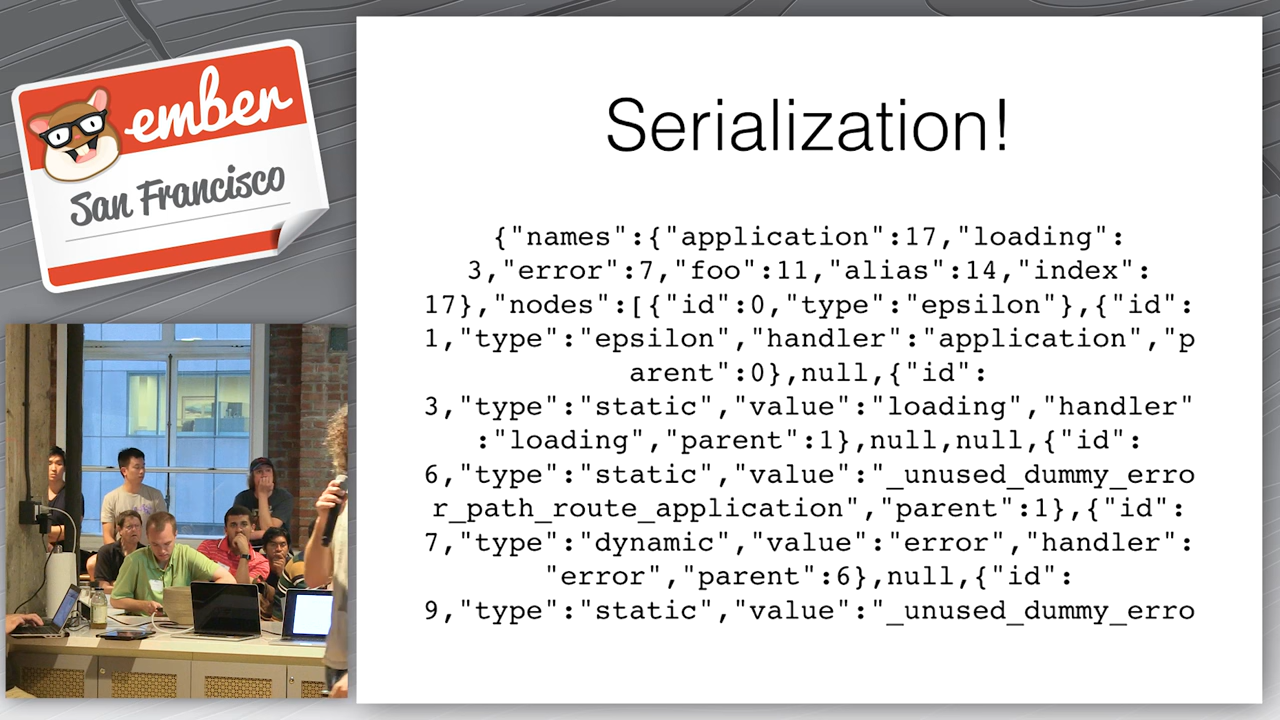 ember
San Francisco
Serialization!
{"names":{"application":17,"loading":
3,"error":7,"foo":11,"alias":14,"index":
17},"nodes":[{"id":0,"type":"epsilon"},{"id":
1,"type":"epsilon","handler":"application","p
arent":0},null,{"id":
3,"type":"static","value":"loading","handler"
:"loading","parent":1},null,null,{"id":
6,"type":"static","value":"_unused_dummy_erro
r_path_route_application","parent":1},{"id":
7,"type":"dynamic","value":"error","handler":
"error","parent":6},null,{"id":
9,"type":"static","value":"_unused_dummy_erro